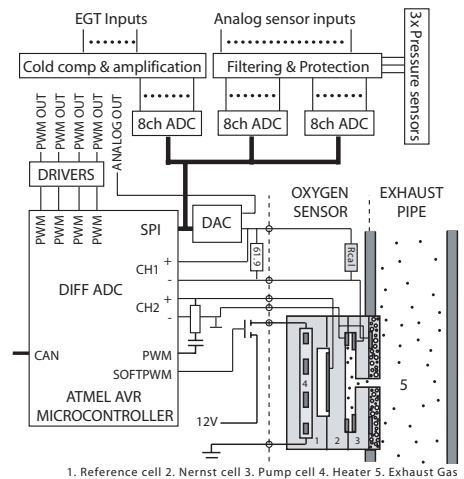 EGT Inputs
Analog sensor inputs
3x Pressure sensors
Cold comp & amplification
Filtering & Protection
8ch ADC
8ch ADC
8ch ADC
PWM OUT
PWM OUT
PWM OUT
PWM OUT
ANALOG OUT
DRIVERS
PWM
PWM
PWM
PWM
SPI
DAC
OXYGEN
SENSOR
EXHAUST
PIPE
DIFF ADC
CH1
+
-
CH2
+
-
61.9
Rcal
CAN
PWM
SOFTPWM
ATMEL AVR
MICROCONTROLLER
12V
4
1
2
3
5
1. Reference cell 2. Nernst cell 3. Pump cell 4. Heater 5. Exhaust Gas